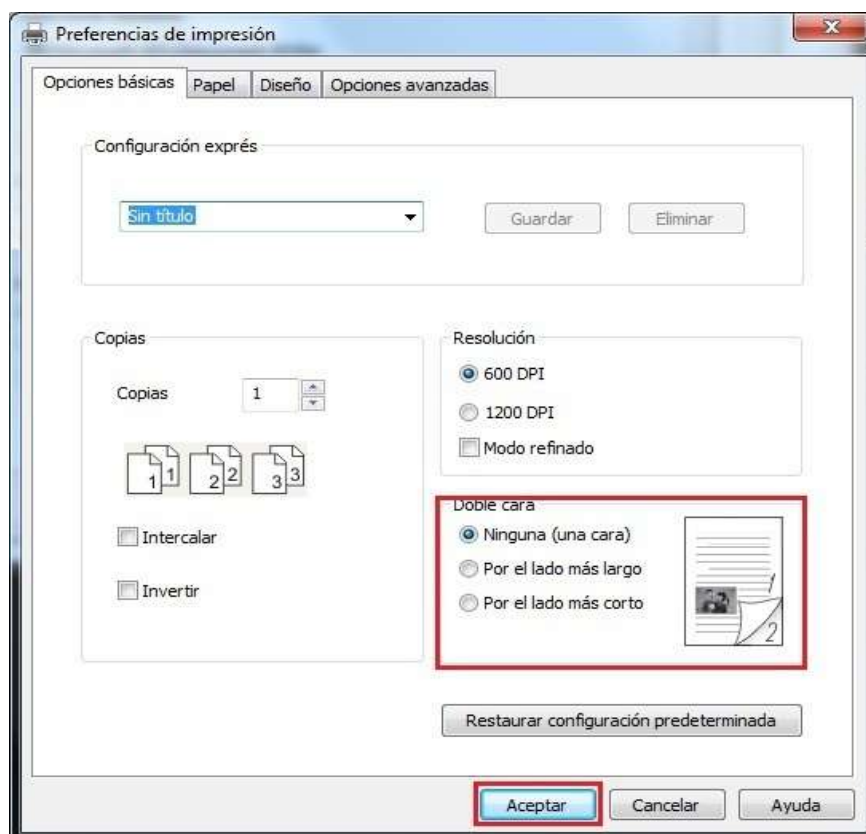 Preferencias de impresión
Opciones básicas Papel Diseño Opciones avanzadas
Configuración exprés
Sin título Guardar Eliminar
Copias
Copias 1
1 1 2 2 3 3
Intercalar
Invertir
Resolución
600 DPI
1200 DPI
Modo refinado
Doble cara
Ninguna (una cara)
Por el lado más largo
Por el lado más corto
1
2
Restaurar configuración predeterminada
Aceptar Cancelar Ayuda